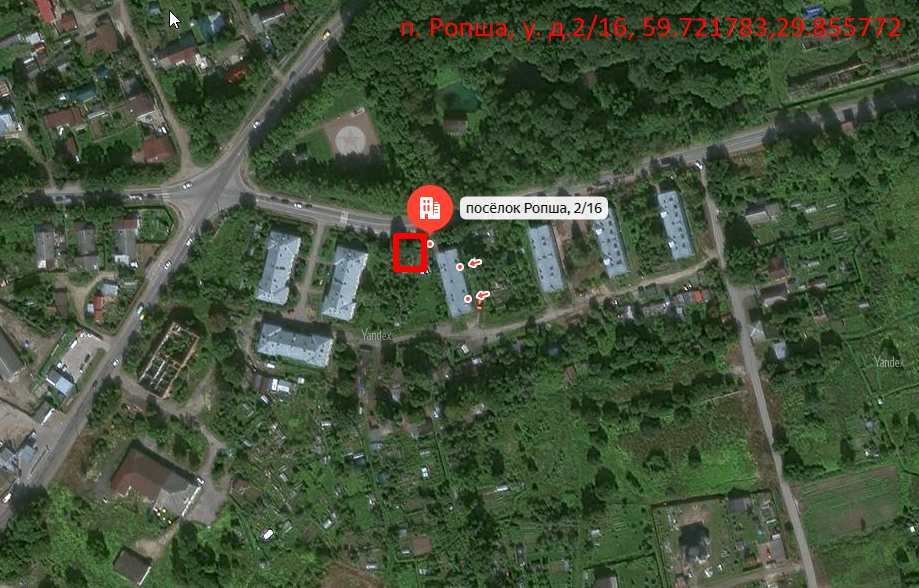 п. Ропша, у. д.2/16, 59.721783,29.855772
посёлок Ропша, 2/16
Yandex
Yandex